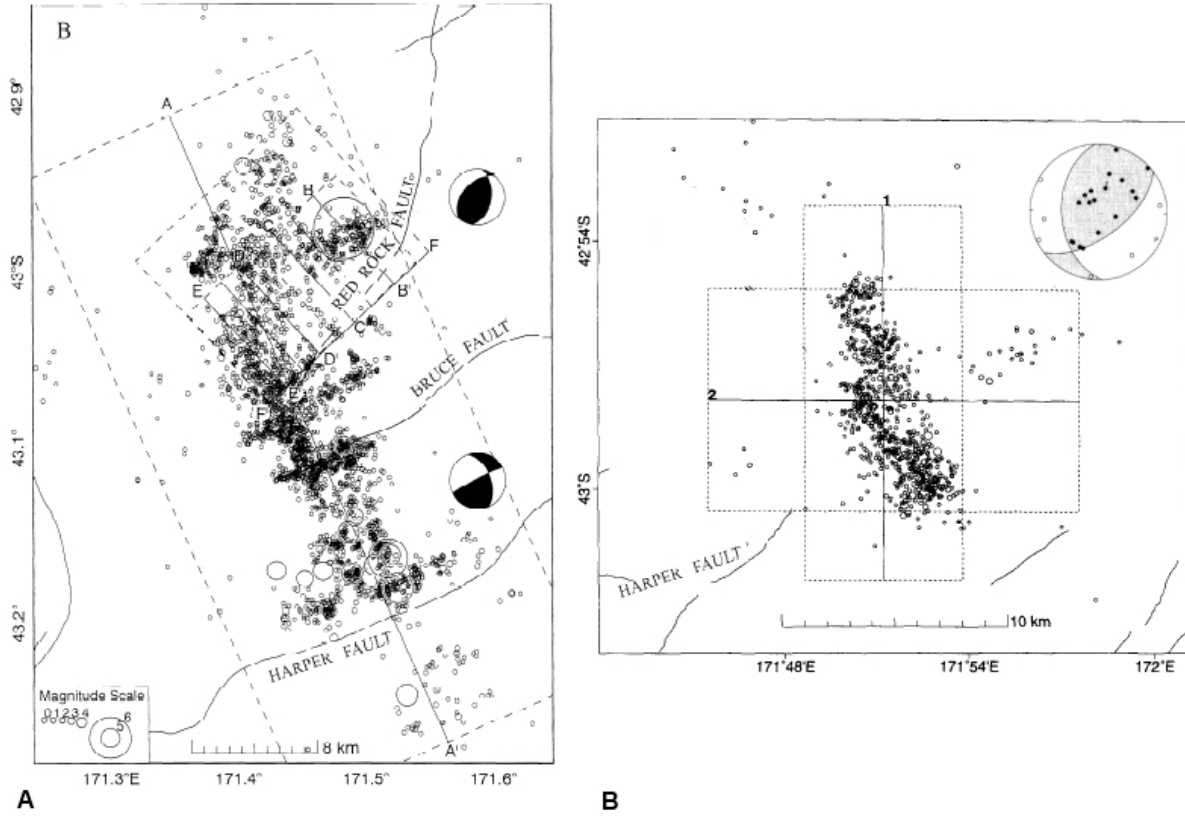 B
A
42.9°
H
C
D
E
RED ROCK FAULT
F
B'
43°S
C
D'
E'
F'
BRUCE FAULT
43.1°
43.2°
HARPER FAULT
Magnitude Scale
0 1 2 3 4 5 6
8 km
A'
171.3°E
171.4°
171.5°
171.6°
A
1
42°54'S
2
43°S
HARPER FAULT
10 km
171°48'E
171°54'E
172°E
B